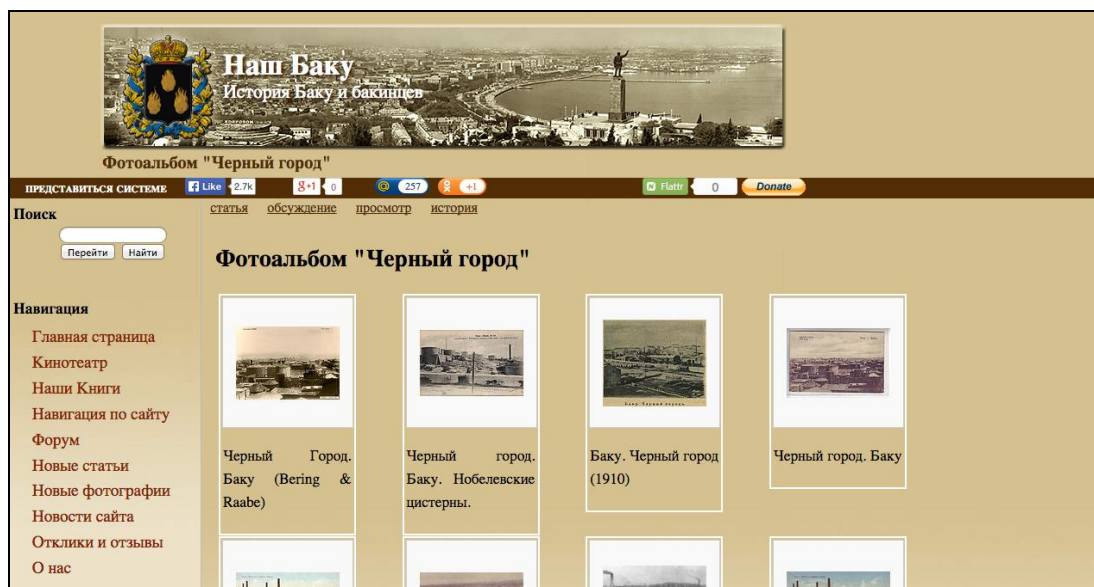 Наш Баку
История Баку и бакинцев
Фотоальбом "Черный город"
ПРЕДСТАВИТЬСЯ СИСТЕМЕ
Like 2.7k
g+1 0
@ 257
+1
Flattr 0
Donate
Поиск
Перейти Найти
статья обсуждение просмотр история
Фотоальбом "Черный город"
Навигация
Главная страница
Кинотеатр
Наши Книги
Навигация по сайту
Форум
Новые статьи
Новые фотографии
Новости сайта
Отклики и отзывы
О нас
Черный Город.
Баку (Bering &
Raabe)
Черный город.
Баку. Нобелевские
цистерны.
Баку. Черный городъ.
Баку. Черный город
(1910)
Черный город. Баку